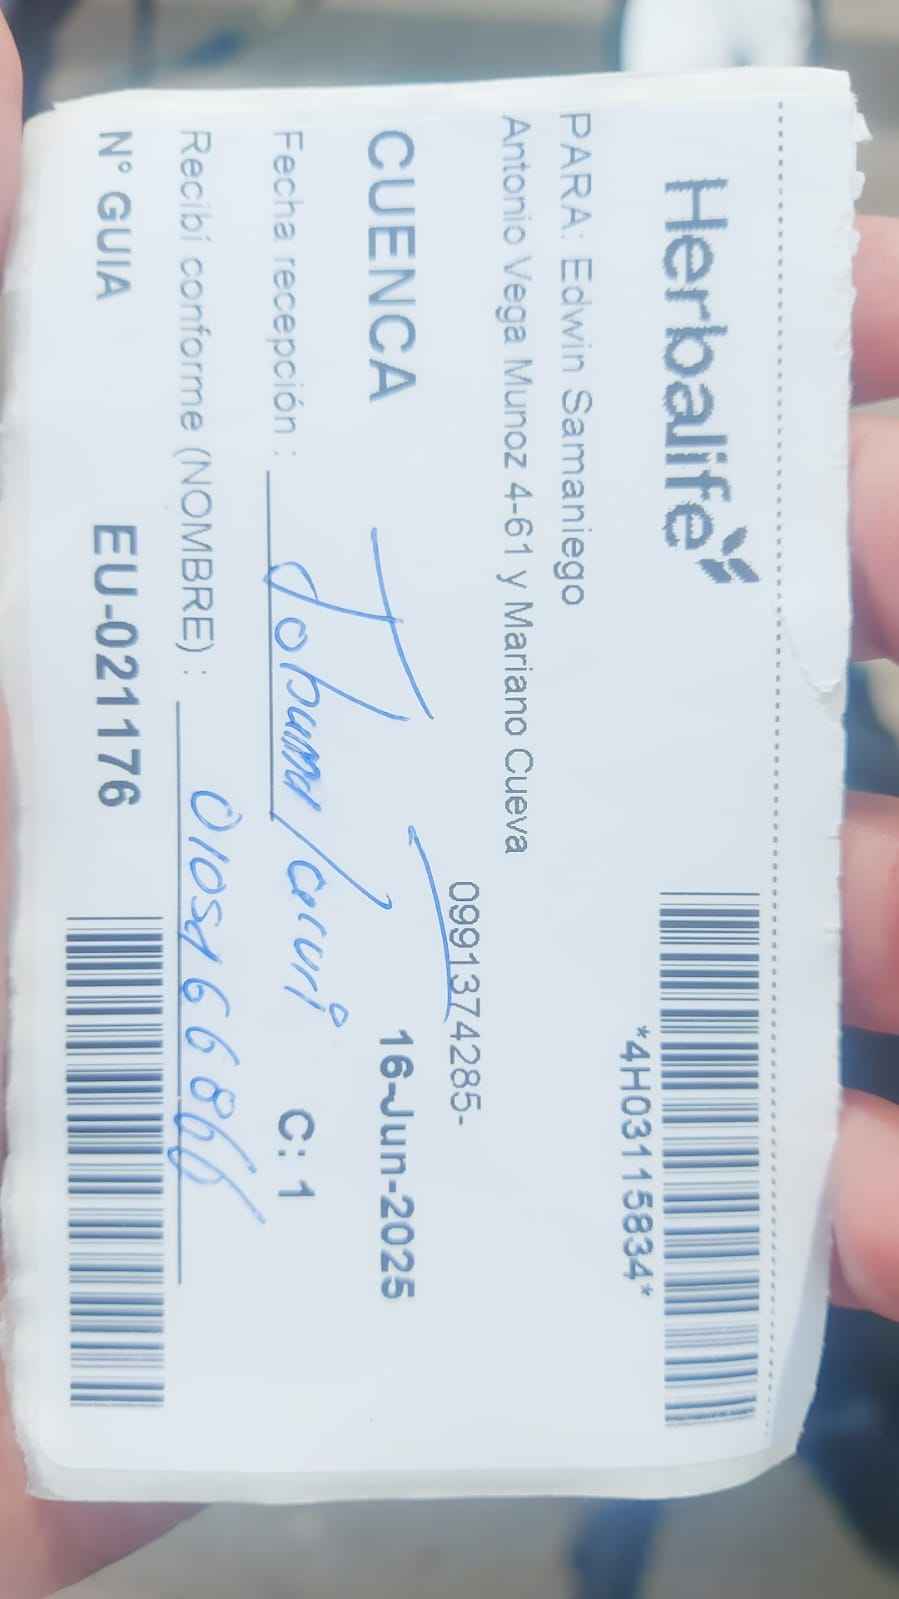 Herbalife
*4H03115834*
PARA: Edwin Samaniego
Antonio Vega Munoz 4-61 y Mariano Cueva
0991374285-
CUENCA
16-Jun-2025
Fecha recepción :
C: 1
Recibí conforme (NOMBRE) :
N° GUIA
EU-021176